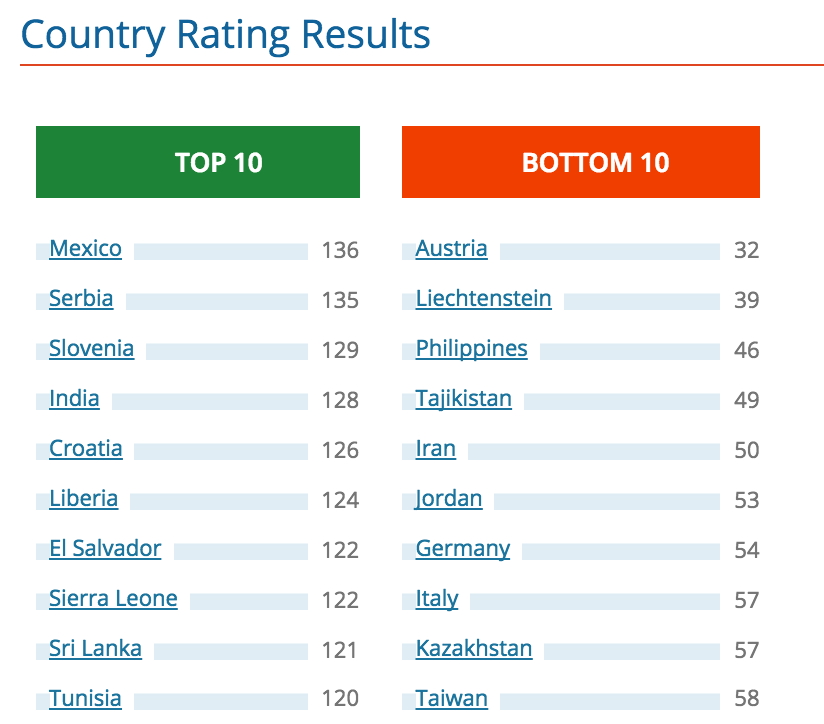 Country Rating Results
TOP 10
Mexico 136
Serbia 135
Slovenia 129
India 128
Croatia 126
Liberia 124
El Salvador 122
Sierra Leone 122
Sri Lanka 121
Tunisia 120
BOTTOM 10
Austria 32
Liechtenstein 39
Philippines 46
Tajikistan 49
Iran 50
Jordan 53
Germany 54
Italy 57
Kazakhstan 57
Taiwan 58